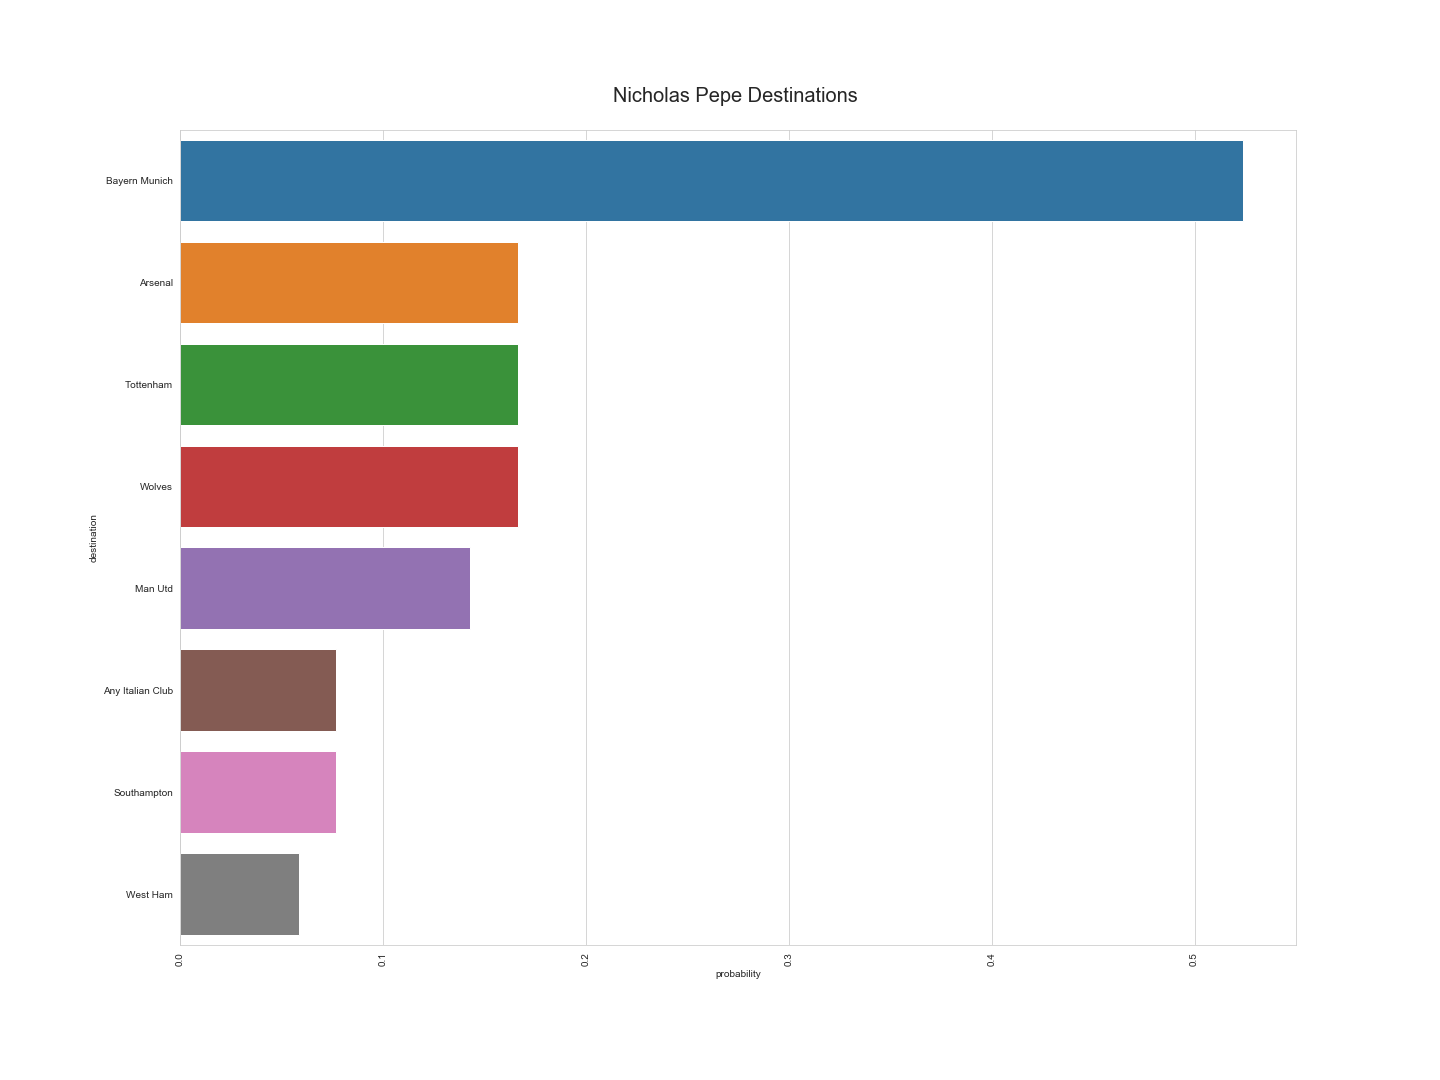 Nicholas Pepe Destinations
Bayern Munich
Arsenal
Tottenham
Wolves
Man Utd
Any Italian Club
Southampton
West Ham
destination
0.0
0.1
0.2
0.3
0.4
0.5
probability